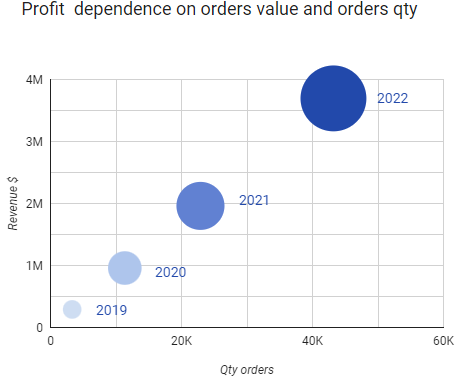 Profit dependence on orders value and orders qty
4M
2022
3M
Revenue $
2M
2021
1M
2020
2019
0
0 20K 40K 60K
Qty orders